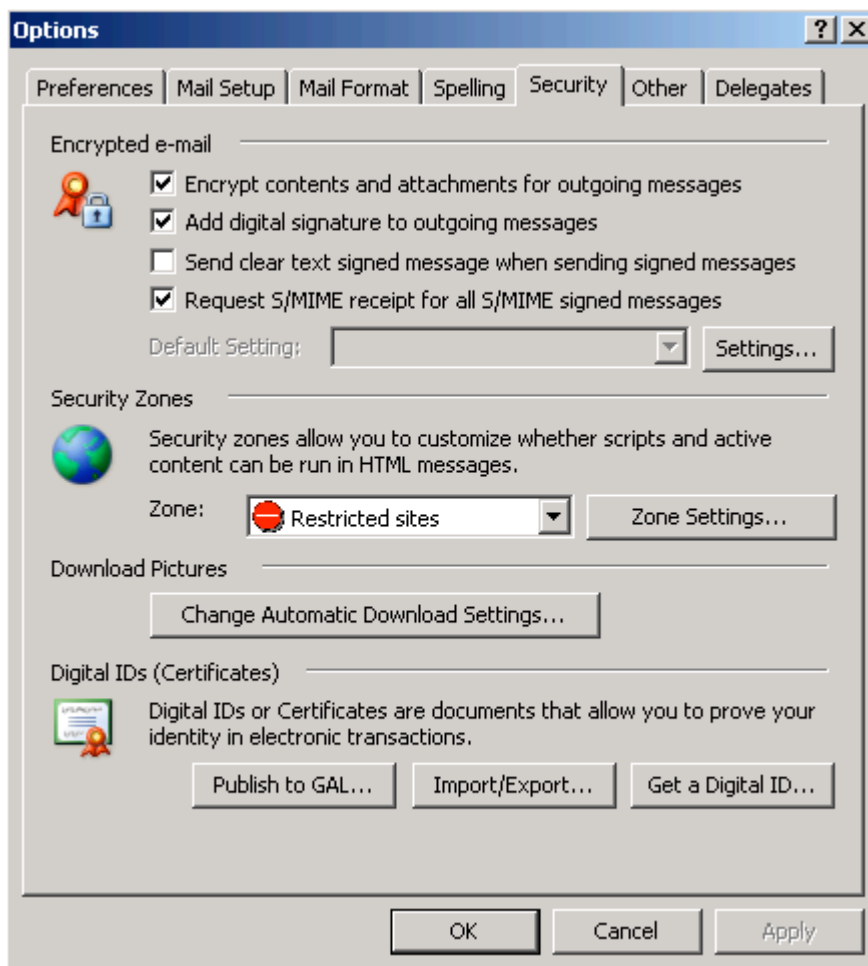 Options
Preferences Mail Setup Mail Format Spelling Security Other Delegates
Encrypted e-mail
Encrypt contents and attachments for outgoing messages
Add digital signature to outgoing messages
Send clear text signed message when sending signed messages
Request S/MIME receipt for all S/MIME signed messages
Default Setting: Settings...
Security Zones
Security zones allow you to customize whether scripts and active
content can be run in HTML messages.
Zone: Restricted sites Zone Settings...
Download Pictures
Change Automatic Download Settings...
Digital IDs (Certificates)
Digital IDs or Certificates are documents that allow you to prove your
identity in electronic transactions.
Publish to GAL... Import/Export... Get a Digital ID...
OK Cancel Apply